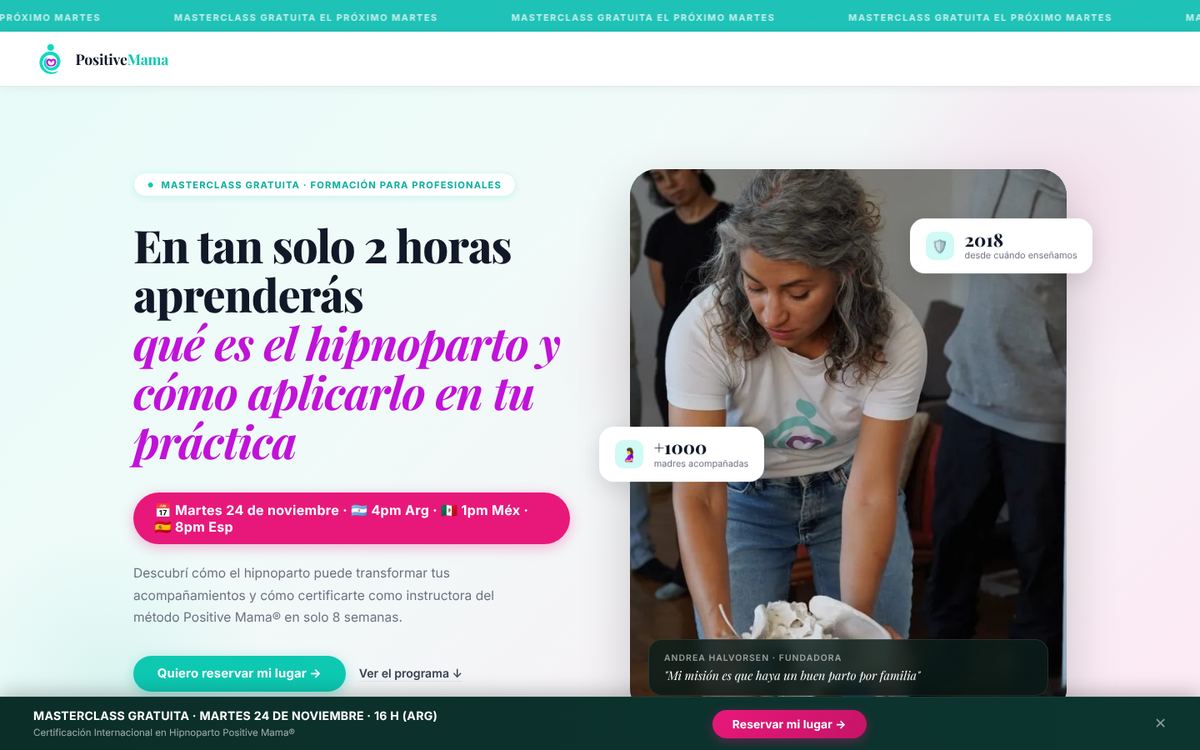 PRÓXIMO MARTES MASTERCLASS GRATUITA EL PRÓXIMO MARTES MASTERCLASS GRATUITA EL PRÓXIMO MARTES MASTERCLASS GRATUITA EL PRÓXIMO MARTES
PositiveMama
MASTERCLASS GRATUITA · FORMACIÓN PARA PROFESIONALES
En tan solo 2 horas
aprenderás
qué es el hipnoparto y
cómo aplicarlo en tu
práctica
📅 Martes 24 de noviembre · 🇦🇷 4pm Arg · 🇲🇽 1pm Méx ·
🇪🇸 8pm Esp
Descubrí cómo el hipnoparto puede transformar tus
acompañamientos y cómo certificarte como instructora del
método Positive Mama® en solo 8 semanas.
Quiero reservar mi lugar →
Ver el programa ↓
2018
desde cuándo enseñamos
+1000
madres acompañadas
ANDREA HALVORSEN · FUNDADORA
"Mi misión es que haya un buen parto por familia"
MASTERCLASS GRATUITA · MARTES 24 DE NOVIEMBRE · 16 H (ARG)
Certificación Internacional en Hipnoparto Positive Mama®
Reservar mi lugar →
✕